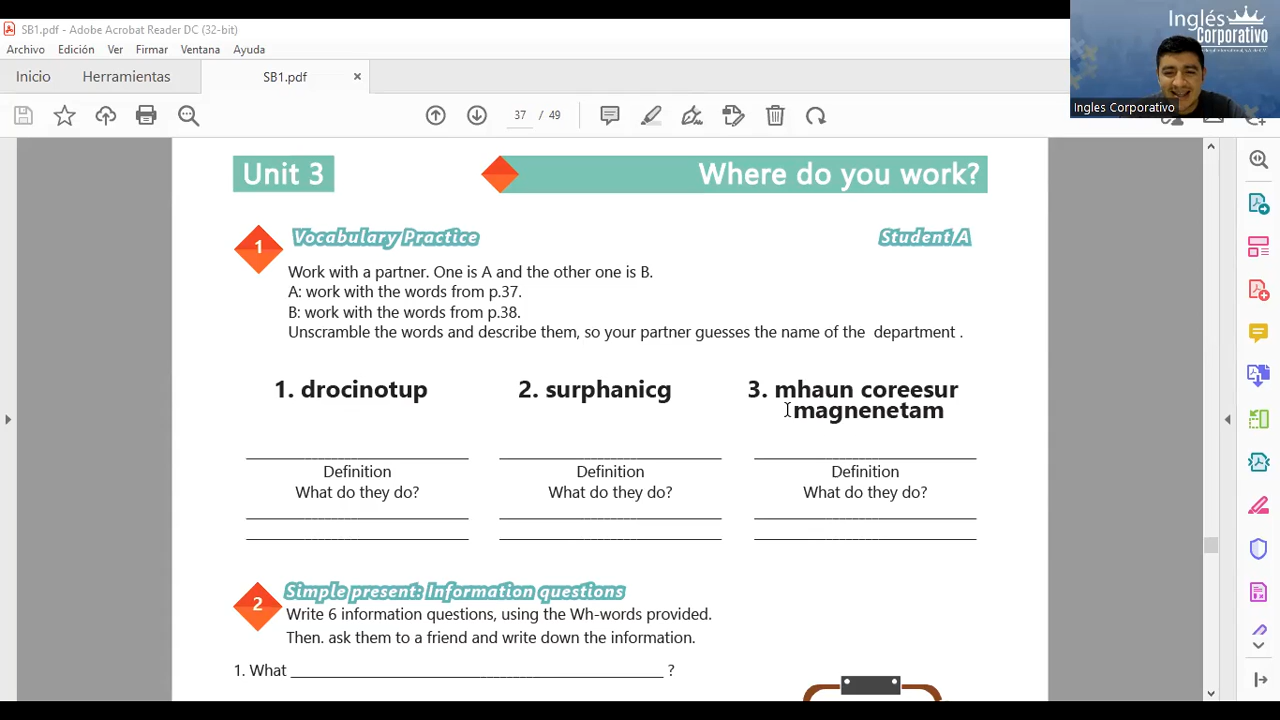 SB1.pdf - Adobe Acrobat Reader DC (32-bit)
Archivo Edición Ver Firmar Ventana Ayuda
Inicio Herramientas SB1.pdf ×
37 / 49
Inglés
Corporativo
Ingles Corporativo
Unit 3 Where do you work?
1 Vocabulary Practice Student A
Work with a partner. One is A and the other one is B.
A: work with the words from p.37.
B: work with the words from p.38.
Unscramble the words and describe them, so your partner guesses the name of the department .
1. drocinotup 2. surphanicg 3. mhaun coreesur
magnenetam
Definition Definition Definition
What do they do? What do they do? What do they do?
2 Simple present: Information questions
Write 6 information questions, using the Wh-words provided.
Then. ask them to a friend and write down the information.
1. What ______________________________ ?